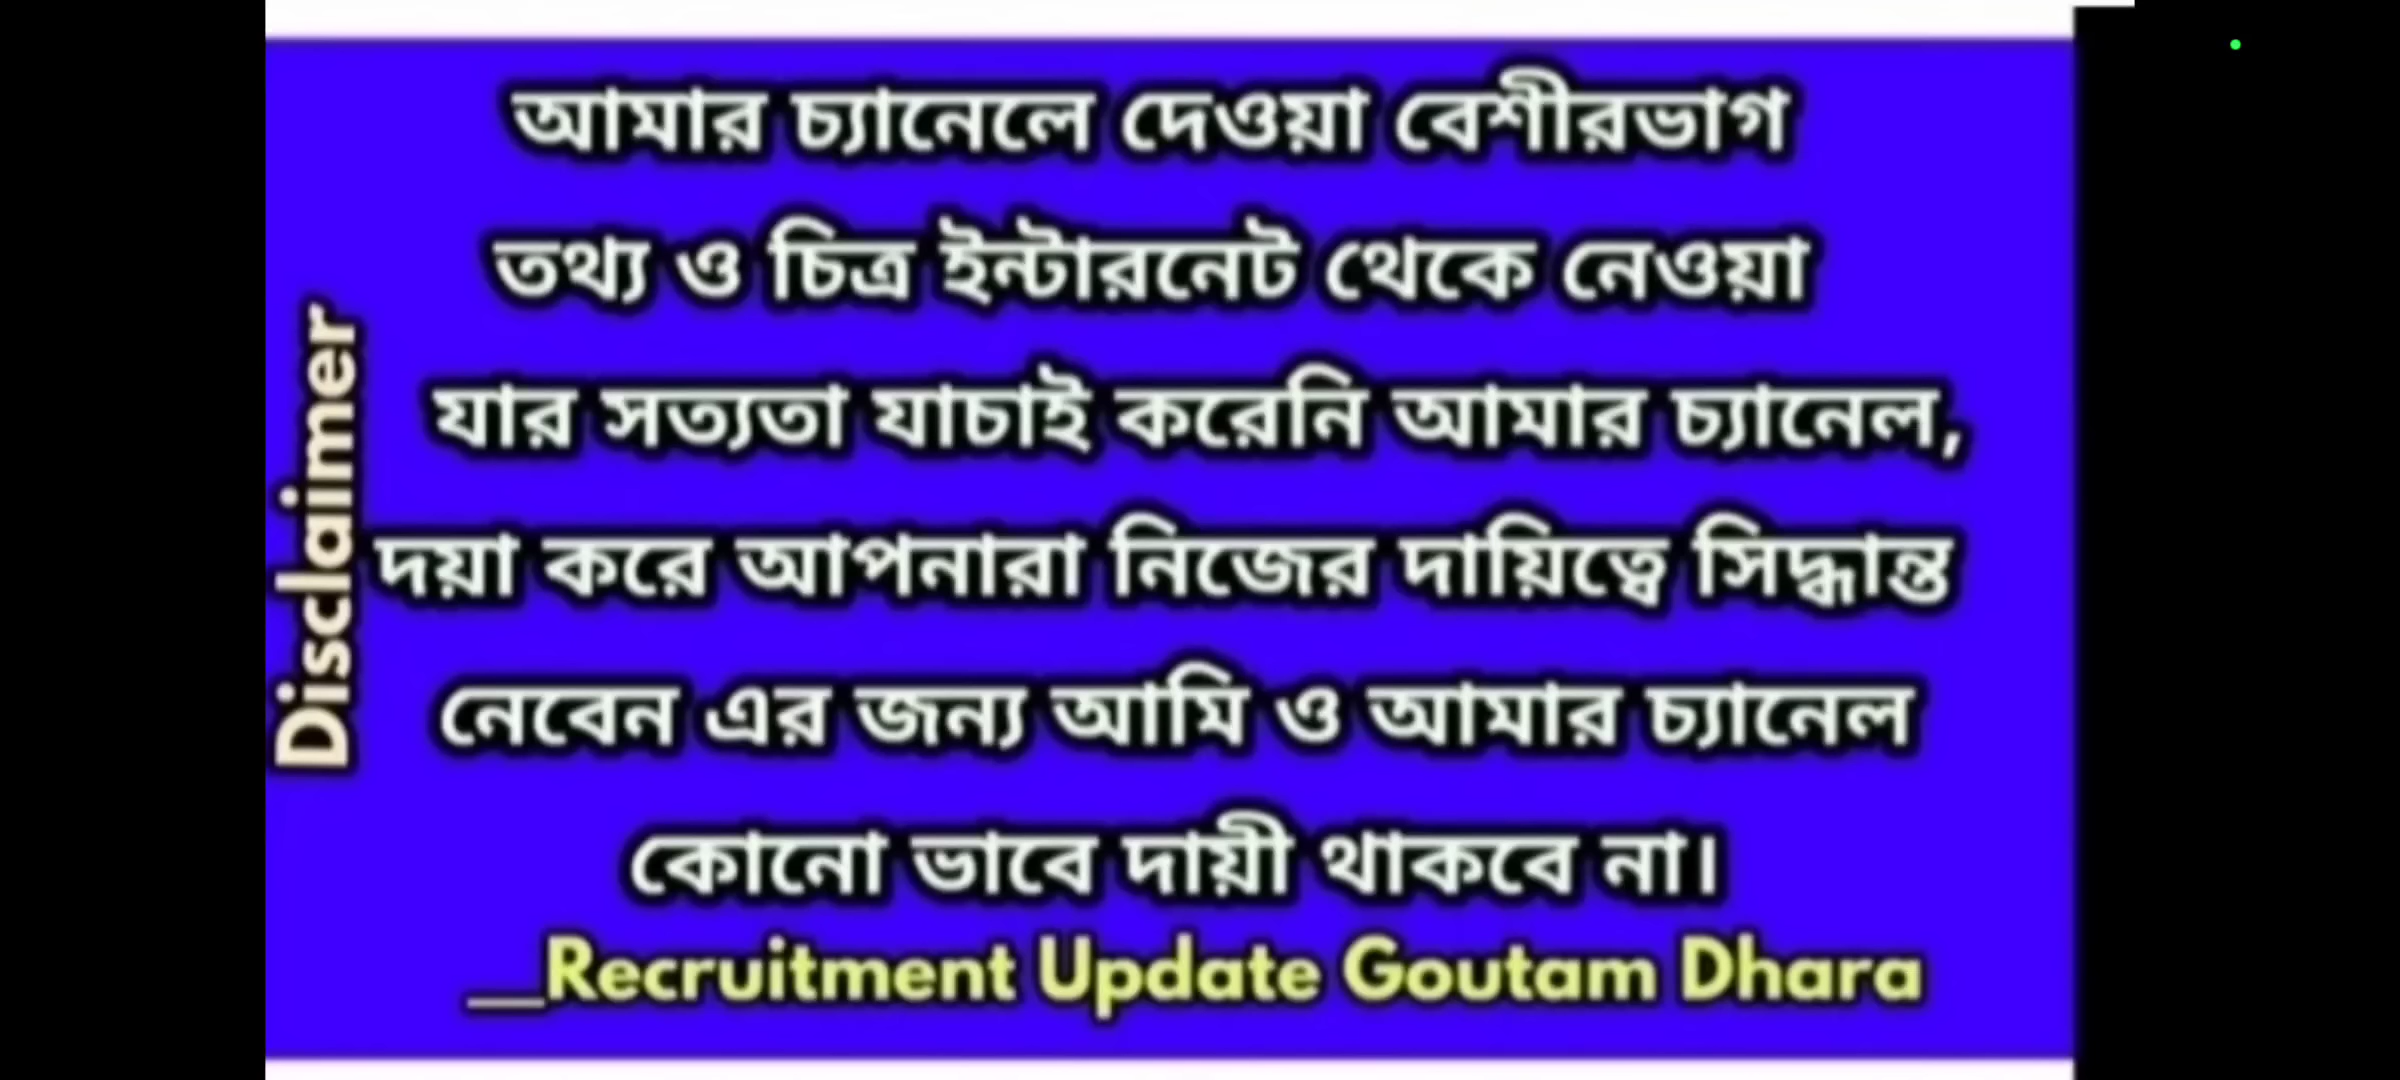 Disclaimer
আমার চ্যানেলে দেওয়া বেশীরভাগ
তথ্য ও চিত্র ইন্টারনেট থেকে নেওয়া
যার সত্যতা যাচাই করেনি আমার চ্যানেল,
দয়া করে আপনারা নিজের দায়িত্বে সিদ্ধান্ত
নেবেন এর জন্য আমি ও আমার চ্যানেল
কোনো ভাবে দায়ী থাকবে না।
__Recruitment Update Goutam Dhara